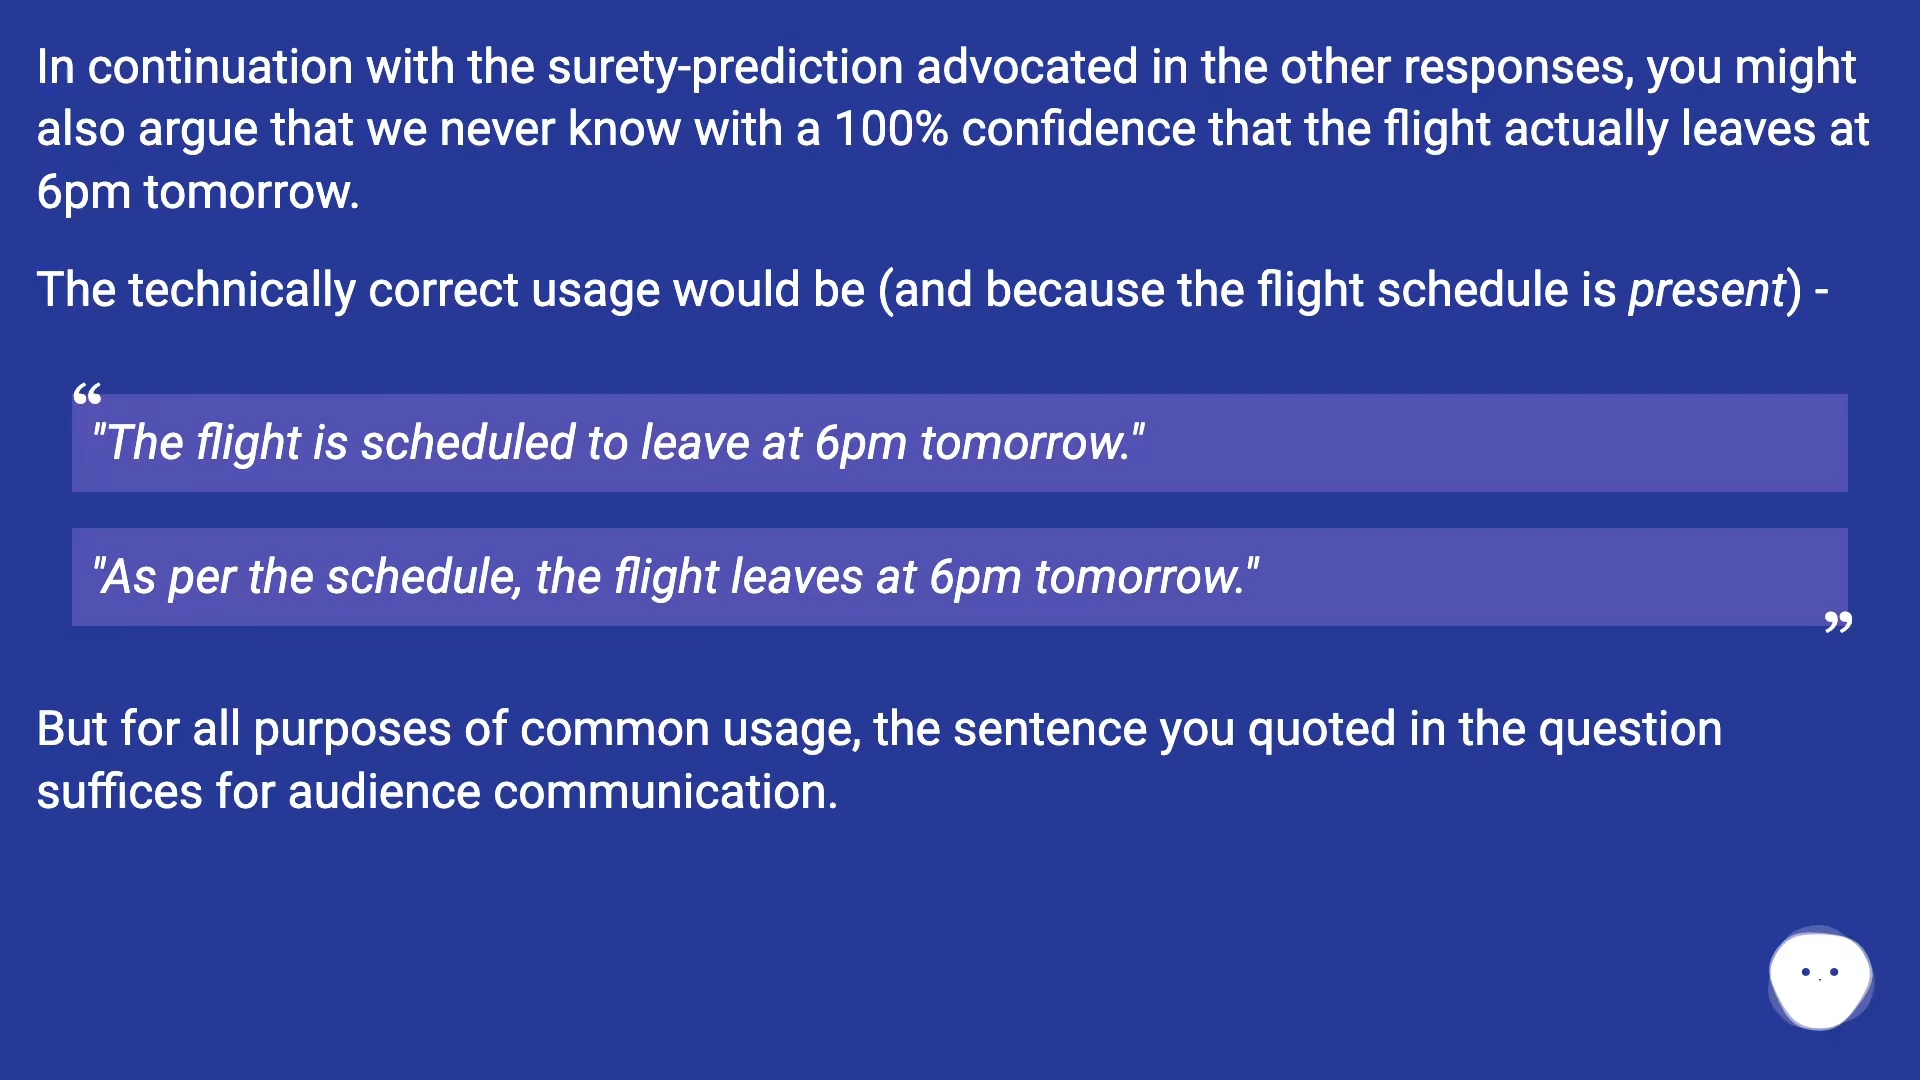 In continuation with the surety-prediction advocated in the other responses, you might
also argue that we never know with a 100% confidence that the flight actually leaves at
6pm tomorrow.
The technically correct usage would be (and because the flight schedule is present) -
“
"The flight is scheduled to leave at 6pm tomorrow."
"As per the schedule, the flight leaves at 6pm tomorrow."
”
But for all purposes of common usage, the sentence you quoted in the question
suffices for audience communication.